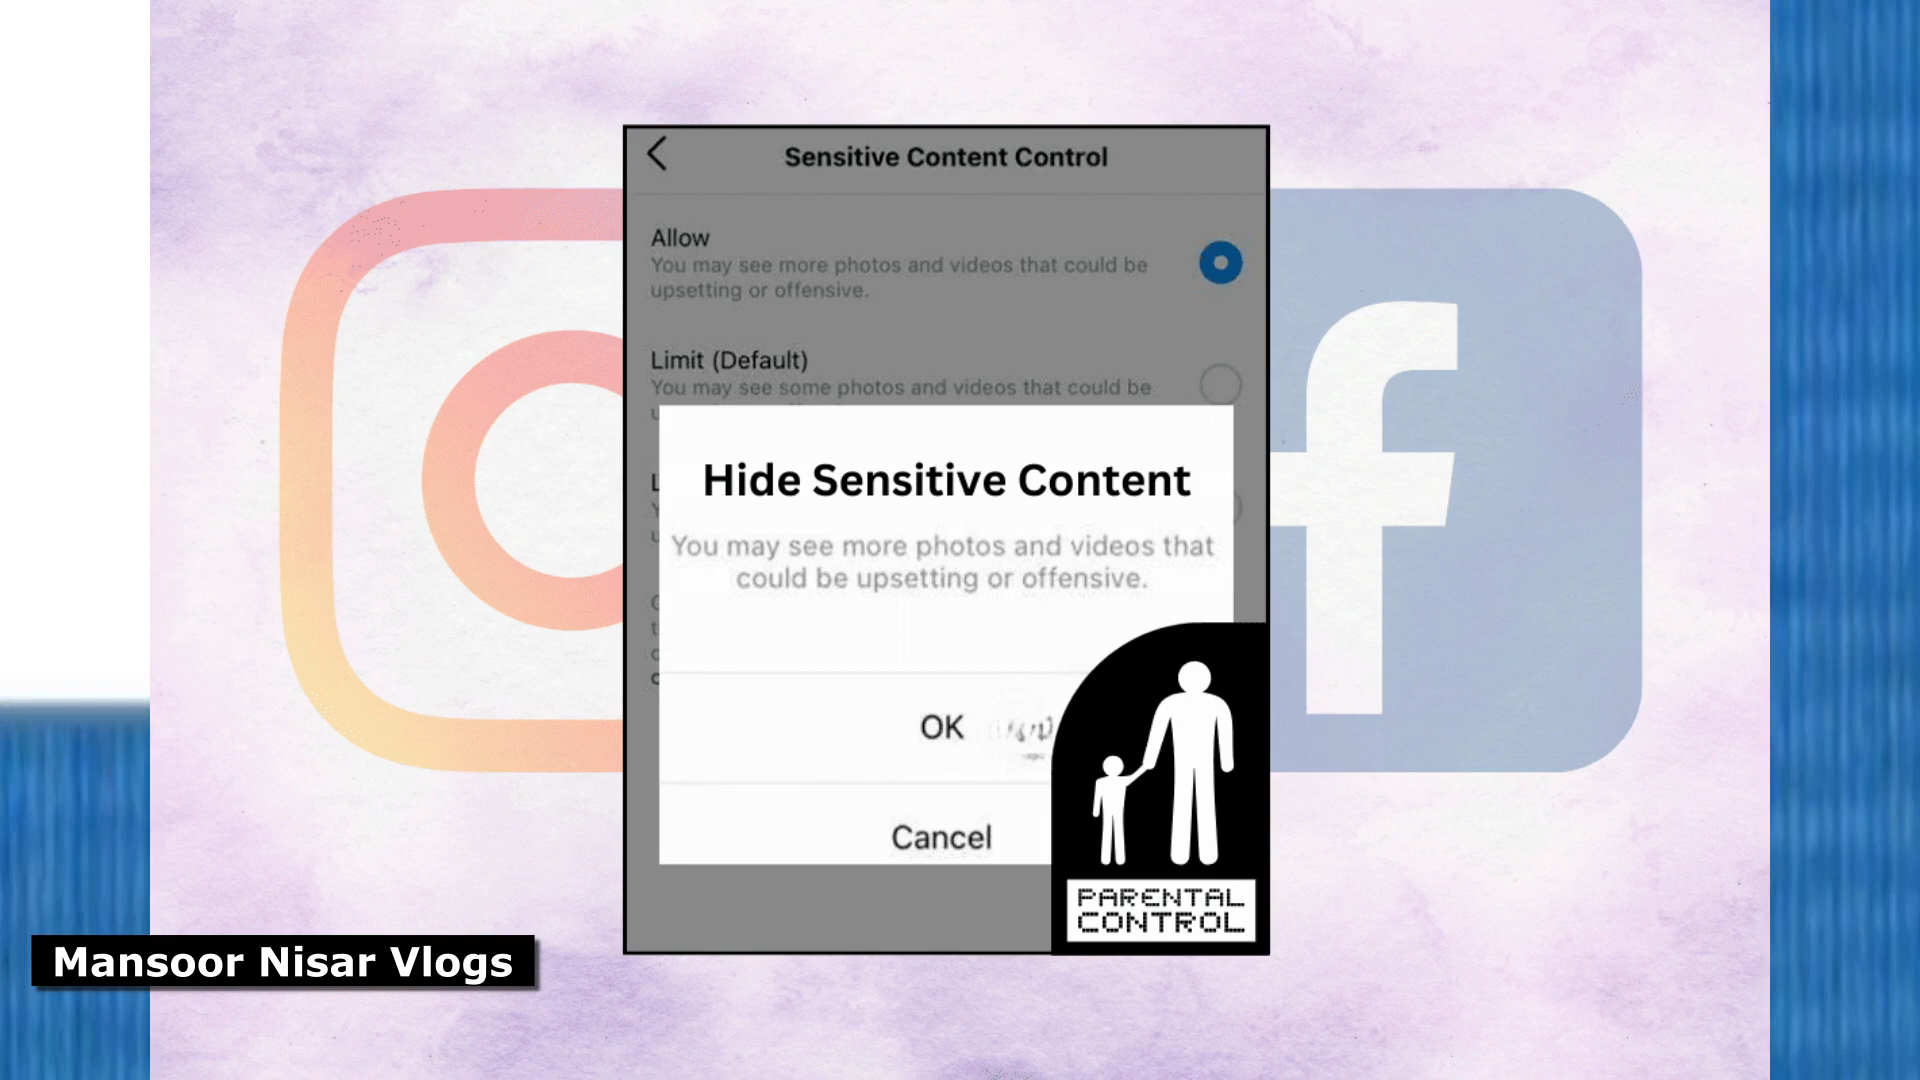 Sensitive Content Control
Allow
You may see more photos and videos that could be
upsetting or offensive.
Limit (Default)
You may see some photos and videos that could be
Hide Sensitive Content
You may see more photos and videos that
could be upsetting or offensive.
OK
Cancel
PARENTAL
CONTROL
Mansoor Nisar Vlogs